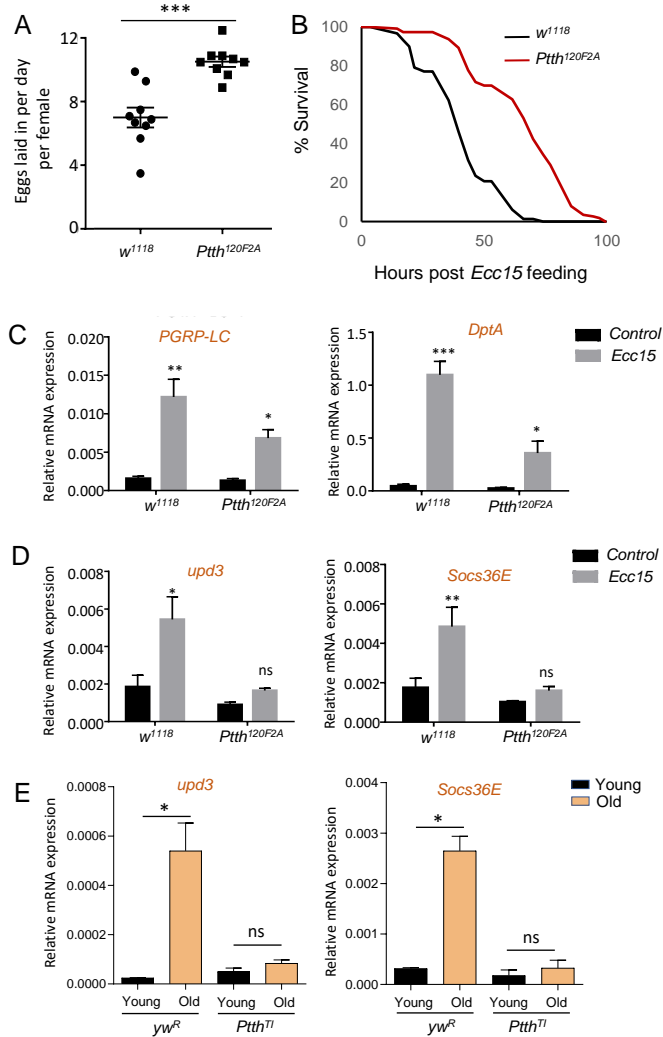 A
***
Eggs laid in per day
per female
12
8
4
0
w1118
Ptth120F2A
B
w1118
Ptth120F2A
% Survival
100
80
60
40
20
0
0
50
100
Hours post Ecc15 feeding
C
PGRP-LC
Relative mRNA expression
0.020
0.015
0.010
0.005
0.000
**
*
w1118
Ptth120F2A
DptA
Control
Ecc15
Relative mRNA expression
1.5
1.0
0.5
0.0
***
*
w1118
Ptth120F2A
D
upd3
Relative mRNA expression
0.008
0.006
0.004
0.002
0.000
*
ns
w1118
Ptth120F2A
Socs36E
Control
Ecc15
Relative mRNA expression
0.008
0.006
0.004
0.002
0.000
**
ns
w1118
Ptth120F2A
E
upd3
Relative mRNA expression
0.0008
0.0006
0.0004
0.0002
0.0000
*
ns
Young Old Young Old
ywR
PtthTI
Socs36E
Young
Old
Relative mRNA expression
0.004
0.003
0.002
0.001
0.000
*
ns
Young Old Young Old
ywR
PtthTI